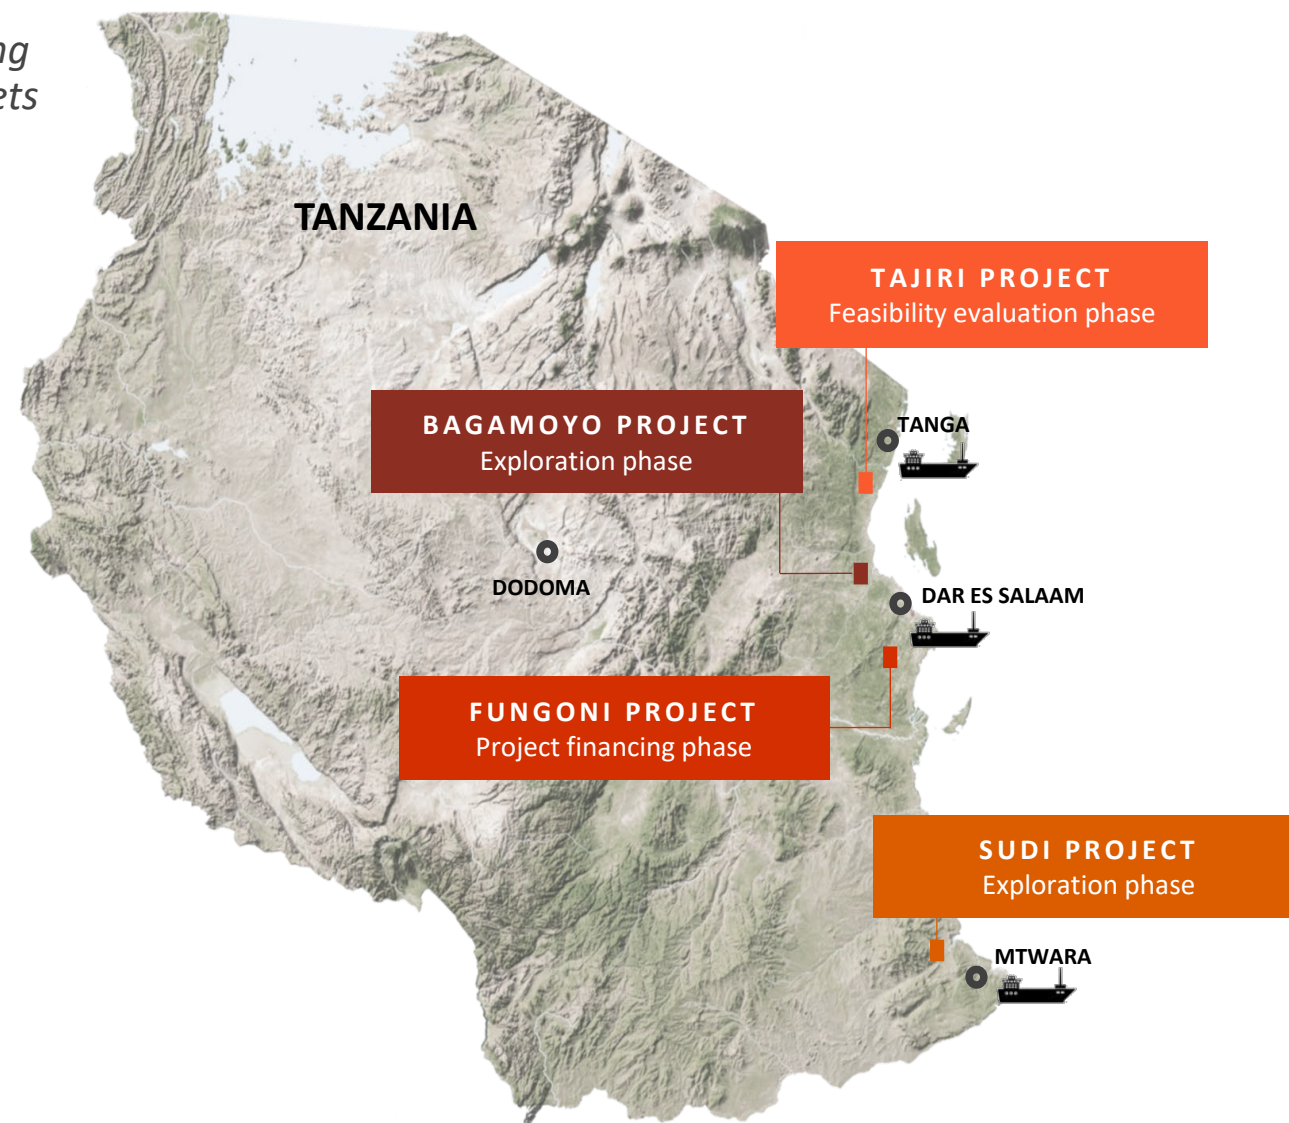 TANZANIA
TAJIRI PROJECT
Feasibility evaluation phase
BAGAMOYO PROJECT
Exploration phase
TANGA
DODOMA
DAR ES SALAAM
FUNGONI PROJECT
Project financing phase
SUDI PROJECT
Exploration phase
MTWARA